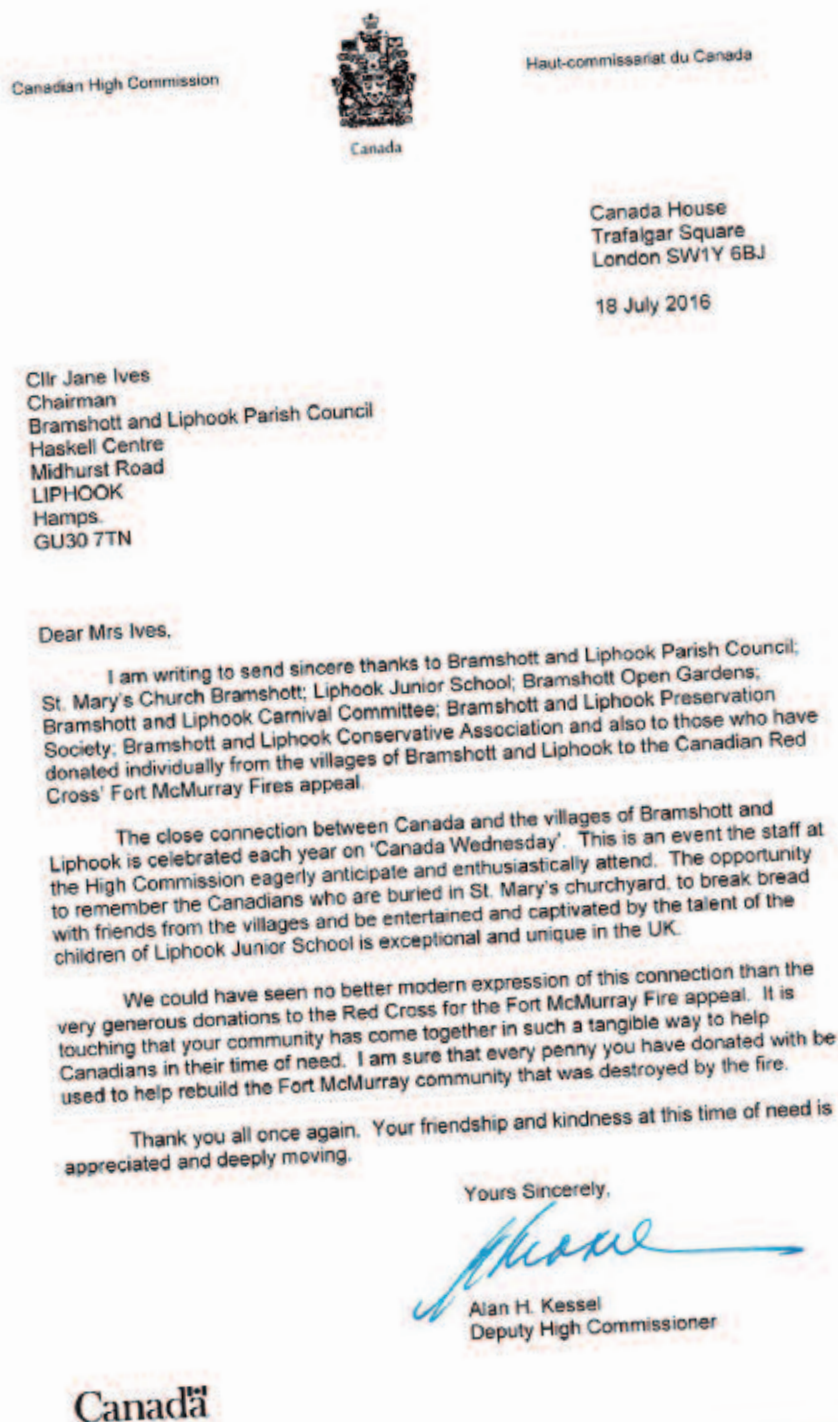 Canadian High Commission
Haut-commissariat du Canada
Canada
Canada House
Trafalgar Square
London SW1Y 6BJ
18 July 2016
Cllr Jane Ives
Chairman
Bramshott and Liphook Parish Council
Haskell Centre
Midhurst Road
LIPHOOK
Hamps.
GU30 7TN
Dear Mrs Ives,
I am writing to send sincere thanks to Bramshott and Liphook Parish Council;
St. Mary's Church Bramshott; Liphook Junior School; Bramshott Open Gardens;
Bramshott and Liphook Carnival Committee; Bramshott and Liphook Preservation
Society; Bramshott and Liphook Conservative Association and also to those who have
donated individually from the villages of Bramshott and Liphook to the Canadian Red
Cross' Fort McMurray Fires appeal.
The close connection between Canada and the villages of Bramshott and
Liphook is celebrated each year on 'Canada Wednesday'. This is an event the staff at
the High Commission eagerly anticipate and enthusiastically attend. The opportunity
to remember the Canadians who are buried in St. Mary's churchyard, to break bread
with friends from the villages and be entertained and captivated by the talent of the
children of Liphook Junior School is exceptional and unique in the UK.
We could have seen no better modern expression of this connection than the
very generous donations to the Red Cross for the Fort McMurray Fire appeal. It is
touching that your community has come together in such a tangible way to help
Canadians in their time of need. I am sure that every penny you have donated with be
used to help rebuild the Fort McMurray community that was destroyed by the fire.
Thank you all once again. Your friendship and kindness at this time of need is
appreciated and deeply moving.
Yours Sincerely,
Alan H. Kessel
Deputy High Commissioner
Canada